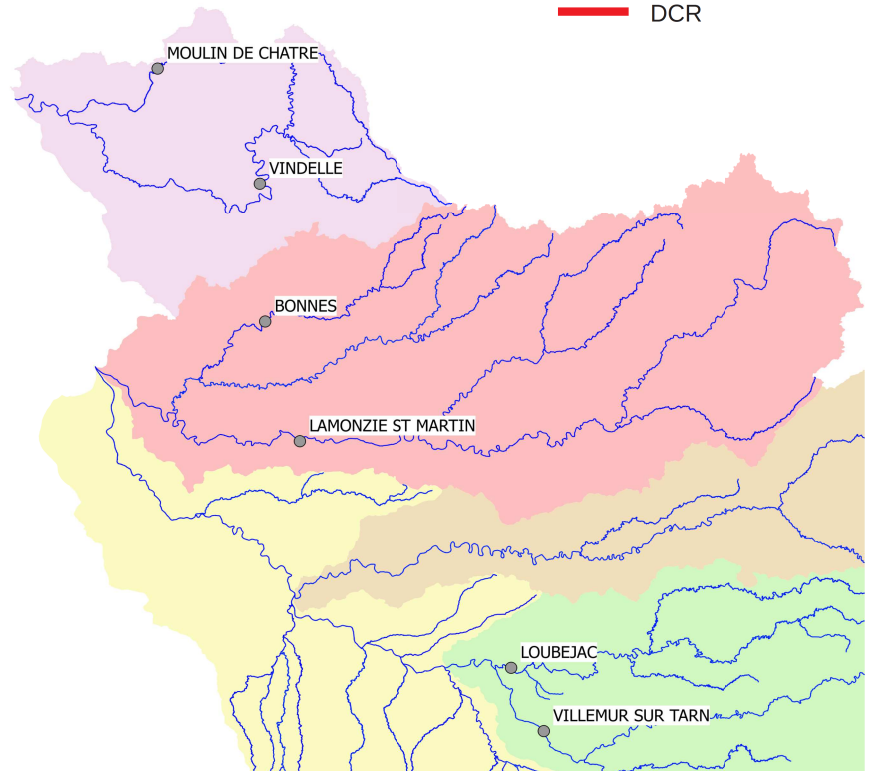 DCR
MOULIN DE CHATRE
VINDELLE
BONNES
LAMONZIE ST MARTIN
LOUBEJAC
VILLEMUR SUR TARN